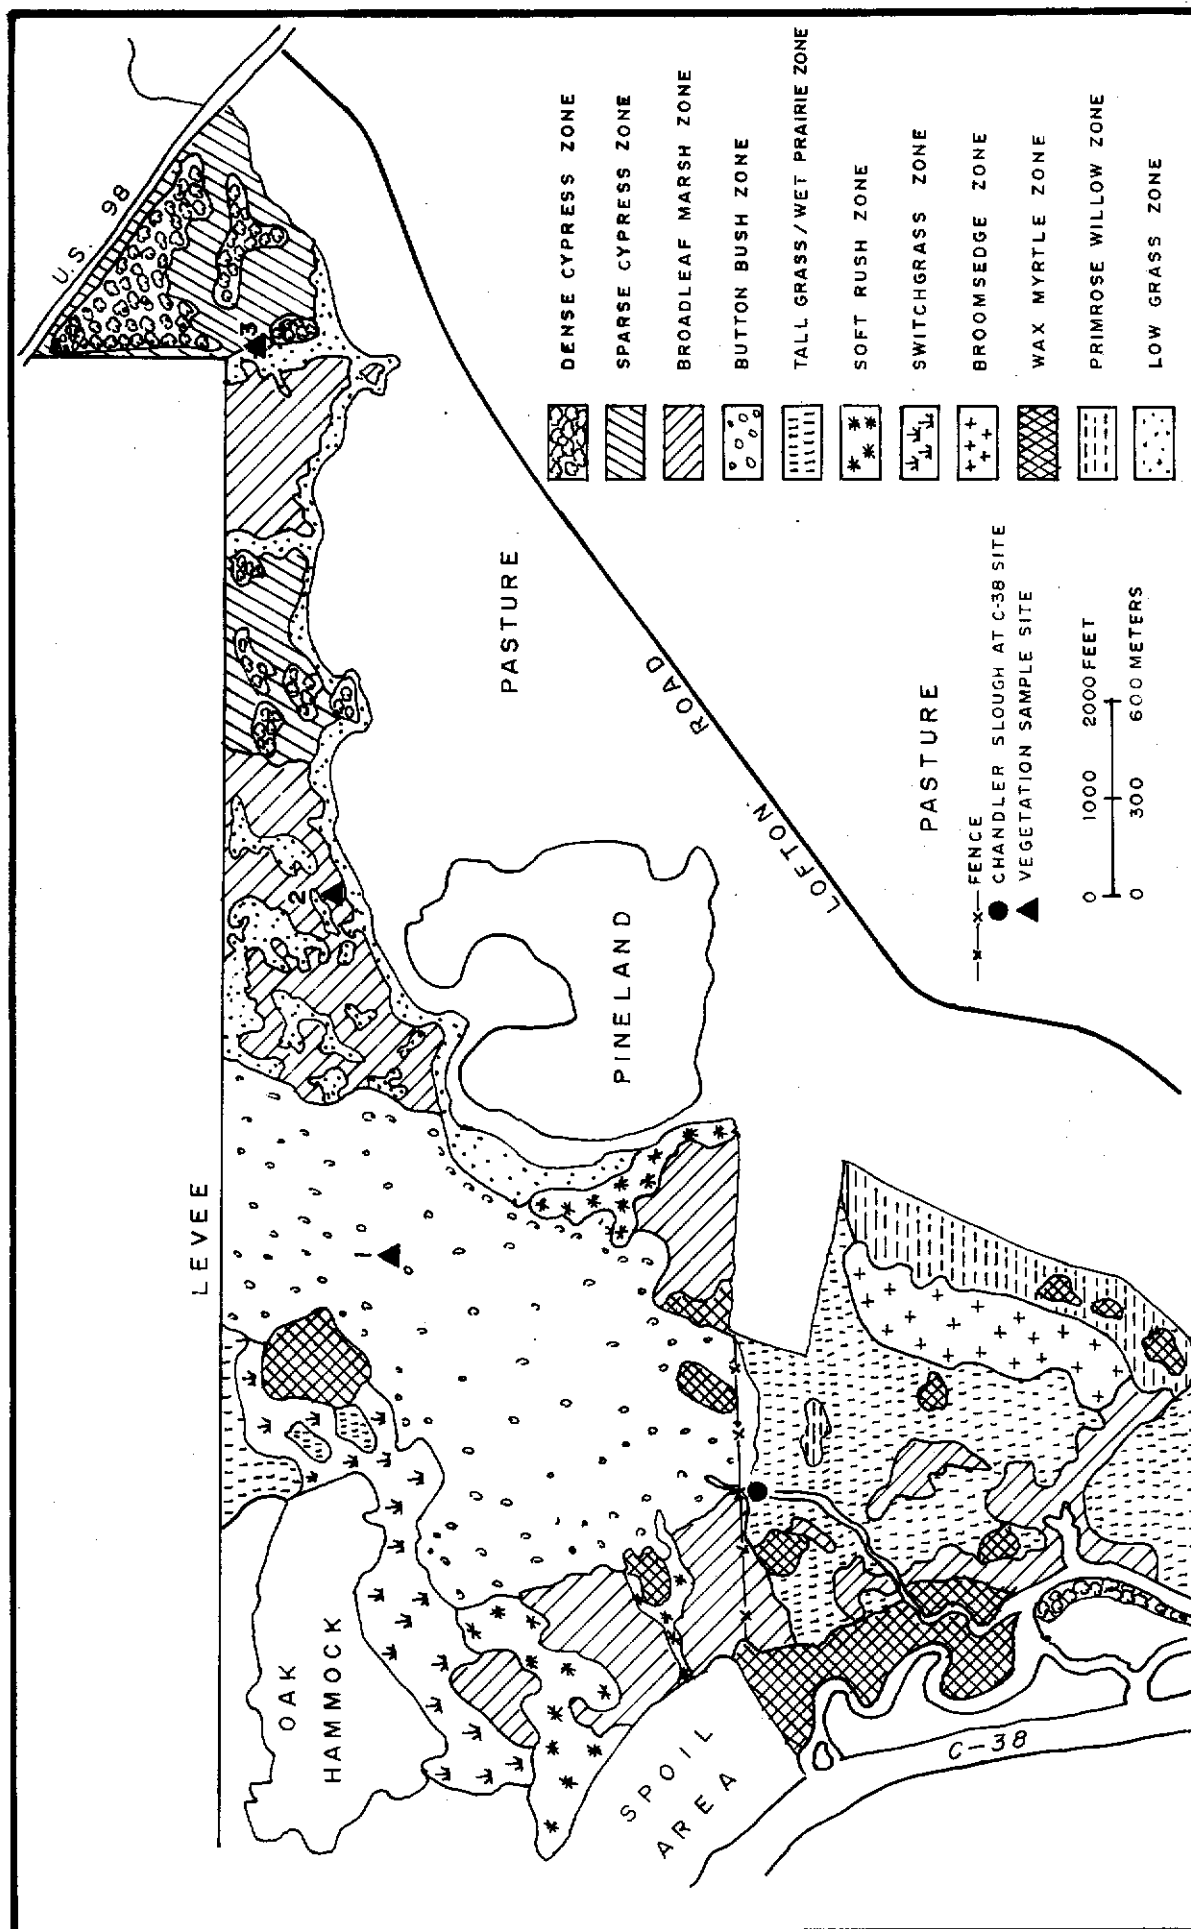 U.S. 98
LEVEE
3
2
1
OAK
HAMMOCK
PINELAND
PASTURE
LOFTON ROAD
PASTURE
SPOIL
AREA
C-38
FENCE
CHANDLER SLOUGH AT C-38 SITE
VEGETATION SAMPLE SITE
0 1000 2000 FEET
0 300 600 METERS
DENSE CYPRESS ZONE
SPARSE CYPRESS ZONE
BROADLEAF MARSH ZONE
BUTTON BUSH ZONE
TALL GRASS/WET PRAIRIE ZONE
SOFT RUSH ZONE
SWITCHGRASS ZONE
BROOMSEDGE ZONE
WAX MYRTLE ZONE
PRIMROSE WILLOW ZONE
LOW GRASS ZONE